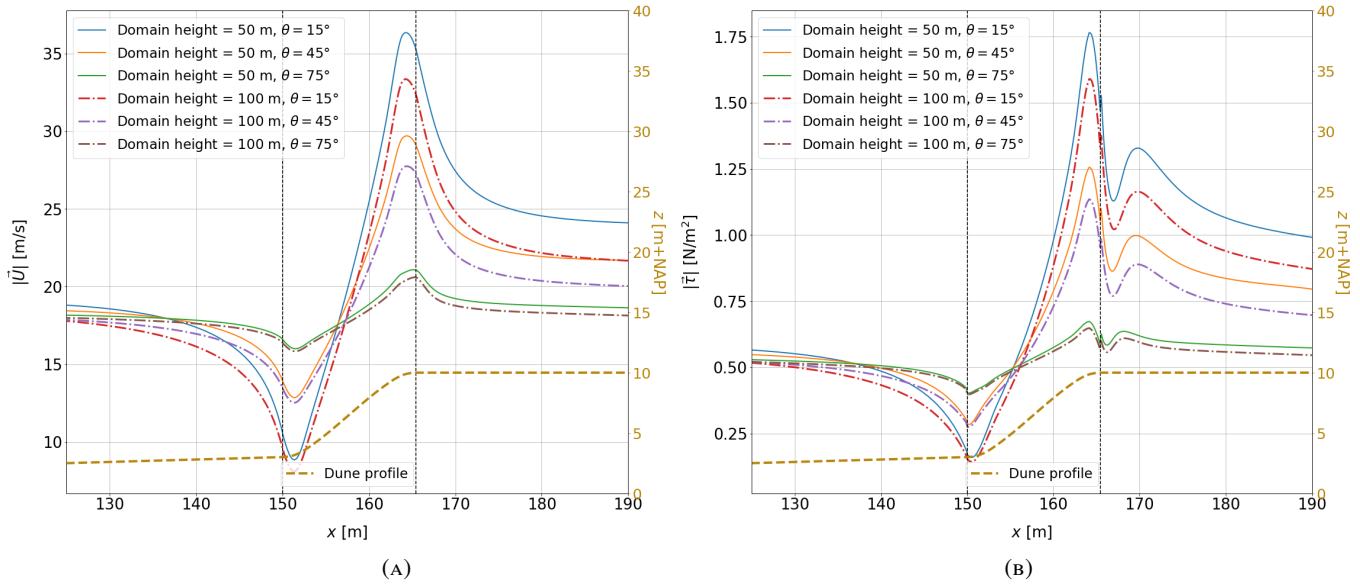 Domain height = 50 m, θ = 15°
Domain height = 50 m, θ = 45°
Domain height = 50 m, θ = 75°
Domain height = 100 m, θ = 15°
Domain height = 100 m, θ = 45°
Domain height = 100 m, θ = 75°
35
30
25
20
15
10
|U⃗| [m/s]
40
35
30
25
20
15
10
5
0
z [m+NAP]
Dune profile
130 140 150 160 170 180 190
x [m]
(A)
Domain height = 50 m, θ = 15°
Domain height = 50 m, θ = 45°
Domain height = 50 m, θ = 75°
Domain height = 100 m, θ = 15°
Domain height = 100 m, θ = 45°
Domain height = 100 m, θ = 75°
1.75
1.50
1.25
1.00
0.75
0.50
0.25
|τ⃗| [N/m²]
40
35
30
25
20
15
10
5
0
z [m+NAP]
Dune profile
130 140 150 160 170 180 190
x [m]
(B)